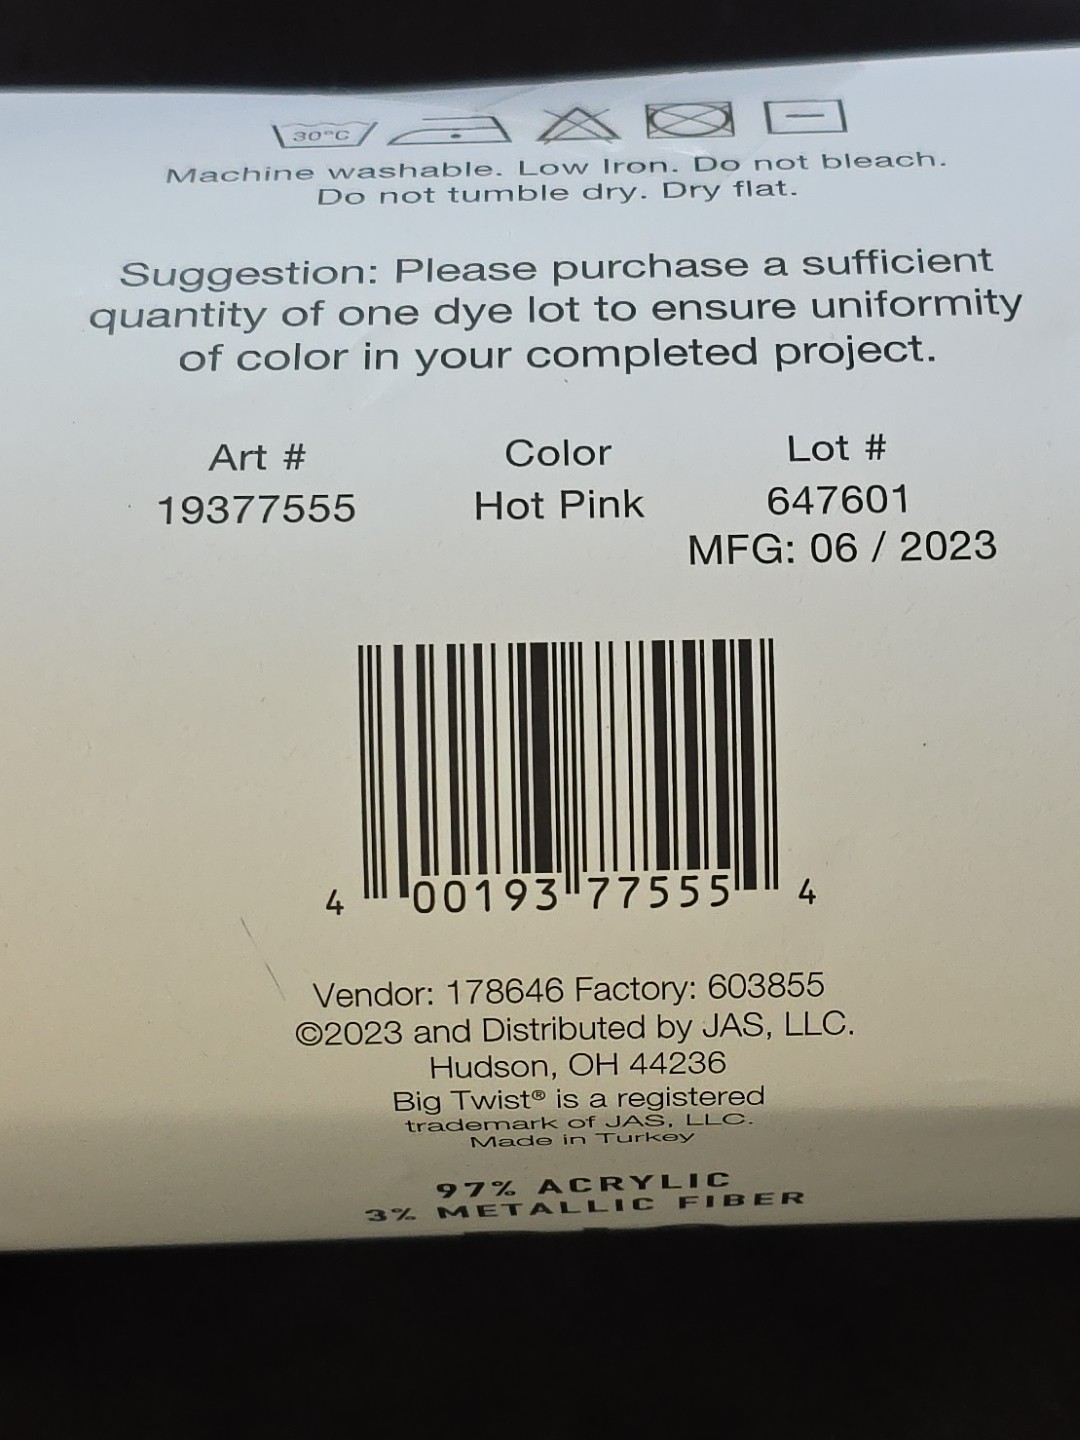 30°C
Machine washable. Low Iron. Do not bleach.
Do not tumble dry. Dry flat.
Suggestion: Please purchase a sufficient
quantity of one dye lot to ensure uniformity
of color in your completed project.
Art # Color Lot #
19377555 Hot Pink 647601
MFG: 06 / 2023
4 00193 77555 4
Vendor: 178646 Factory: 603855
©2023 and Distributed by JAS, LLC.
Hudson, OH 44236
Big Twist® is a registered
trademark of JAS, LLC.
Made in Turkey
97% ACRYLIC
3% METALLIC FIBER